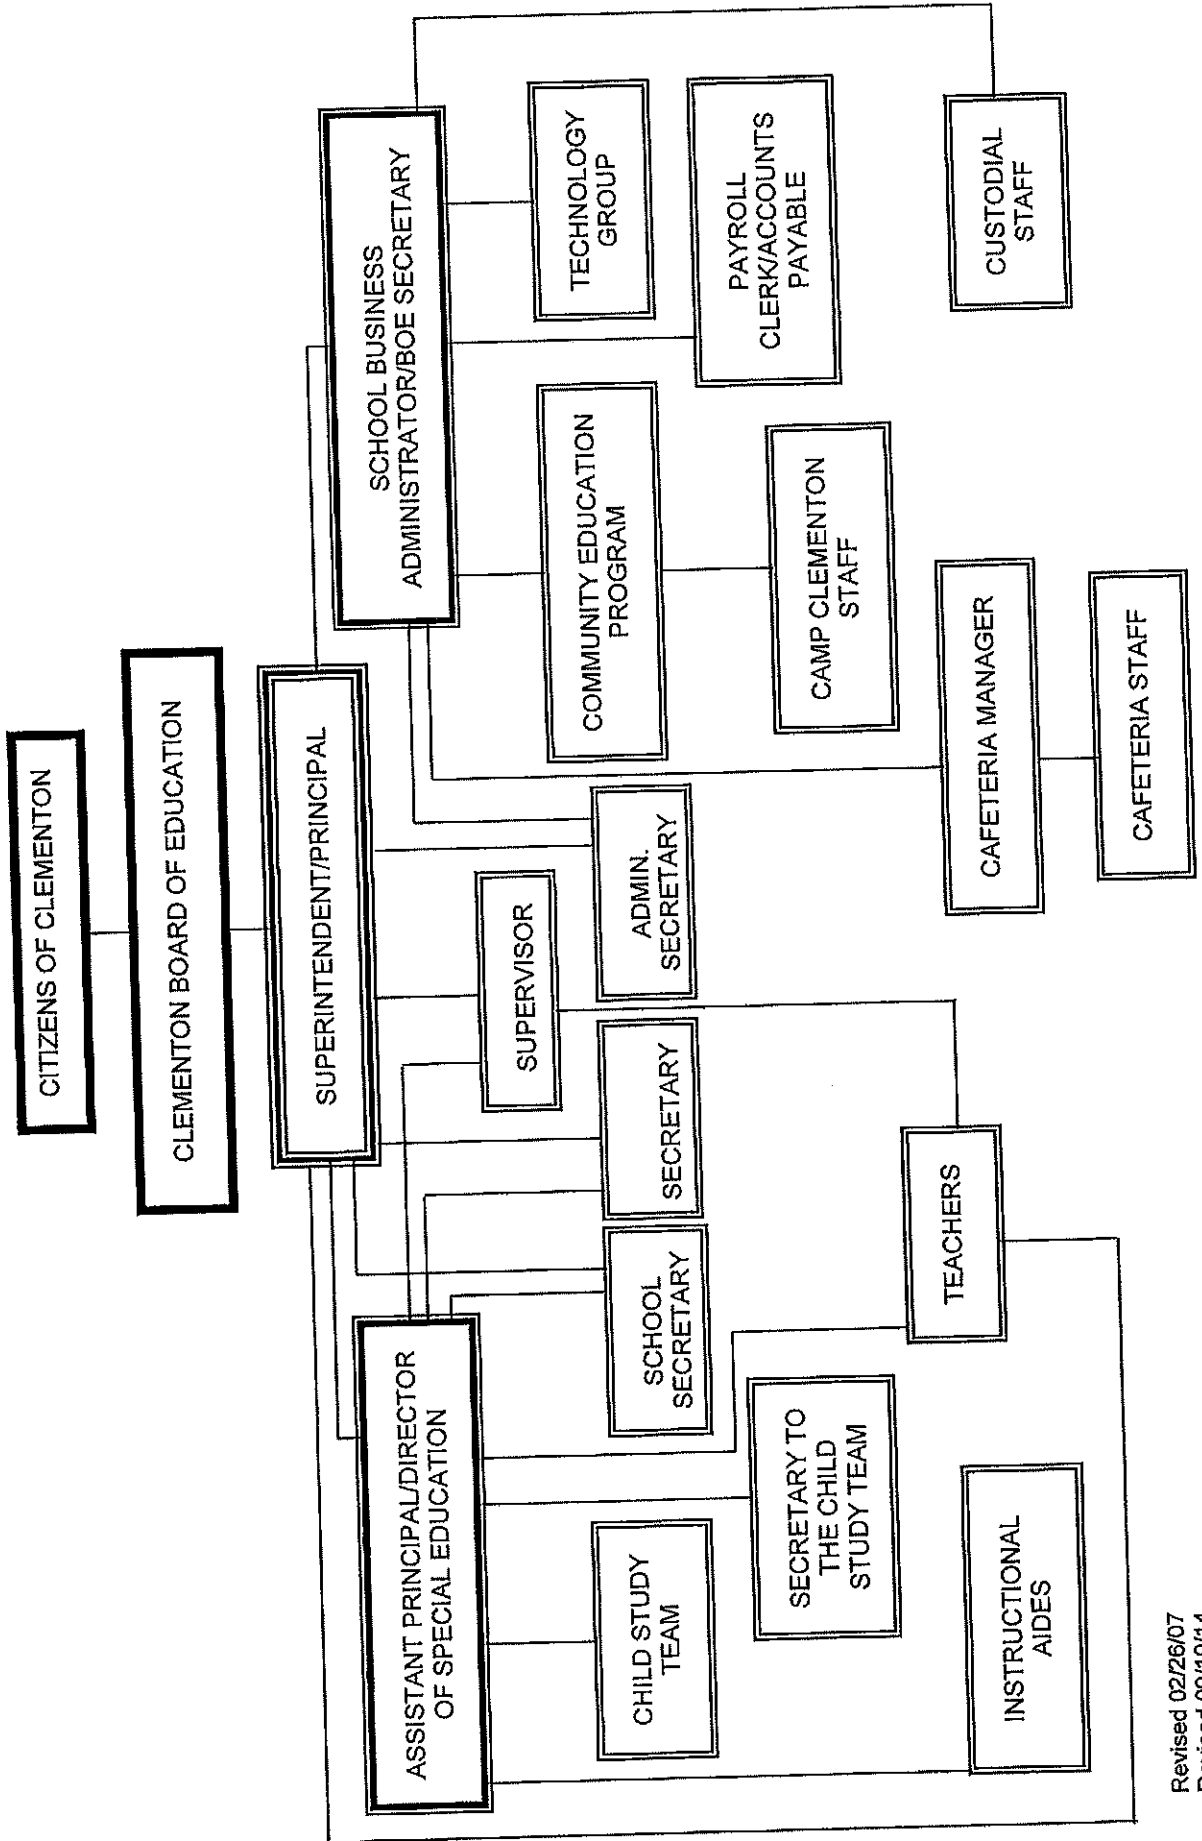 CITIZENS OF CLEMENTON
CLEMENTON BOARD OF EDUCATION
SUPERINTENDENT/PRINCIPAL
ASSISTANT PRINCIPAL/DIRECTOR
OF SPECIAL EDUCATION
SCHOOL BUSINESS
ADMINISTRATOR/BOE SECRETARY
SUPERVISOR
TECHNOLOGY
GROUP
CHILD STUDY
TEAM
SCHOOL
SECRETARY
SECRETARY
ADMIN.
SECRETARY
COMMUNITY EDUCATION
PROGRAM
PAYROLL
CLERK/ACCOUNTS
PAYABLE
SECRETARY TO
THE CHILD
STUDY TEAM
CAMP CLEMENTON
STAFF
TEACHERS
CAFETERIA MANAGER
CUSTODIAL
STAFF
INSTRUCTIONAL
AIDES
CAFETERIA STAFF
Revised 02/26/07
Revised